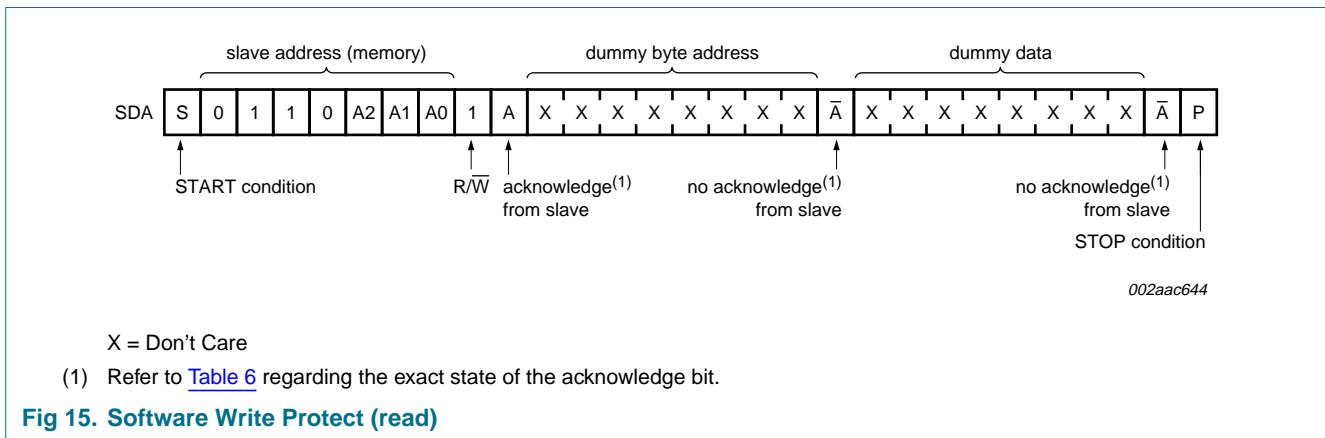 slave address (memory) dummy byte address dummy data
SDA S 0 1 1 0 A2 A1 A0 1 A X X X X X X X X A̅ X X X X X X X X A̅ P
START condition R/W̅ acknowledge(1) no acknowledge(1) no acknowledge(1)
from slave from slave from slave
STOP condition
002aac644
X = Don't Care
(1) Refer to Table 6 regarding the exact state of the acknowledge bit.
Fig 15. Software Write Protect (read)